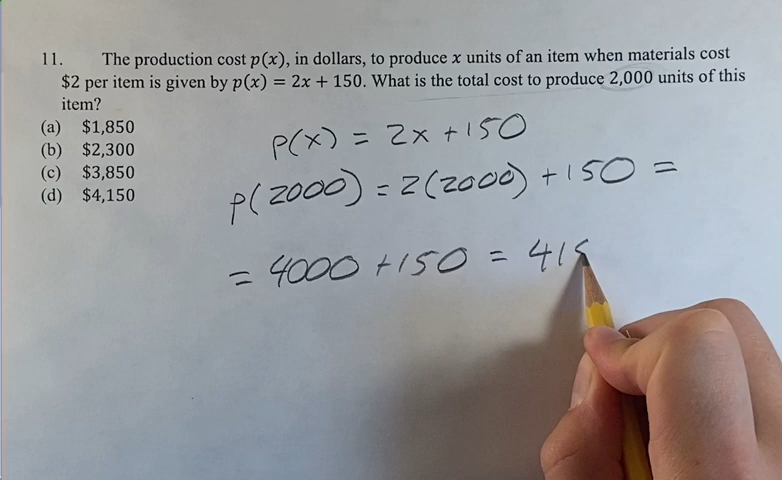 11. The production cost p(x), in dollars, to produce x units of an item when materials cost
$2 per item is given by p(x) = 2x + 150. What is the total cost to produce 2,000 units of this
item?
(a) $1,850
(b) $2,300
(c) $3,850
(d) $4,150
p(x) = 2x + 150
p(2000) = 2(2000) + 150 =
= 4000 + 150 = 415